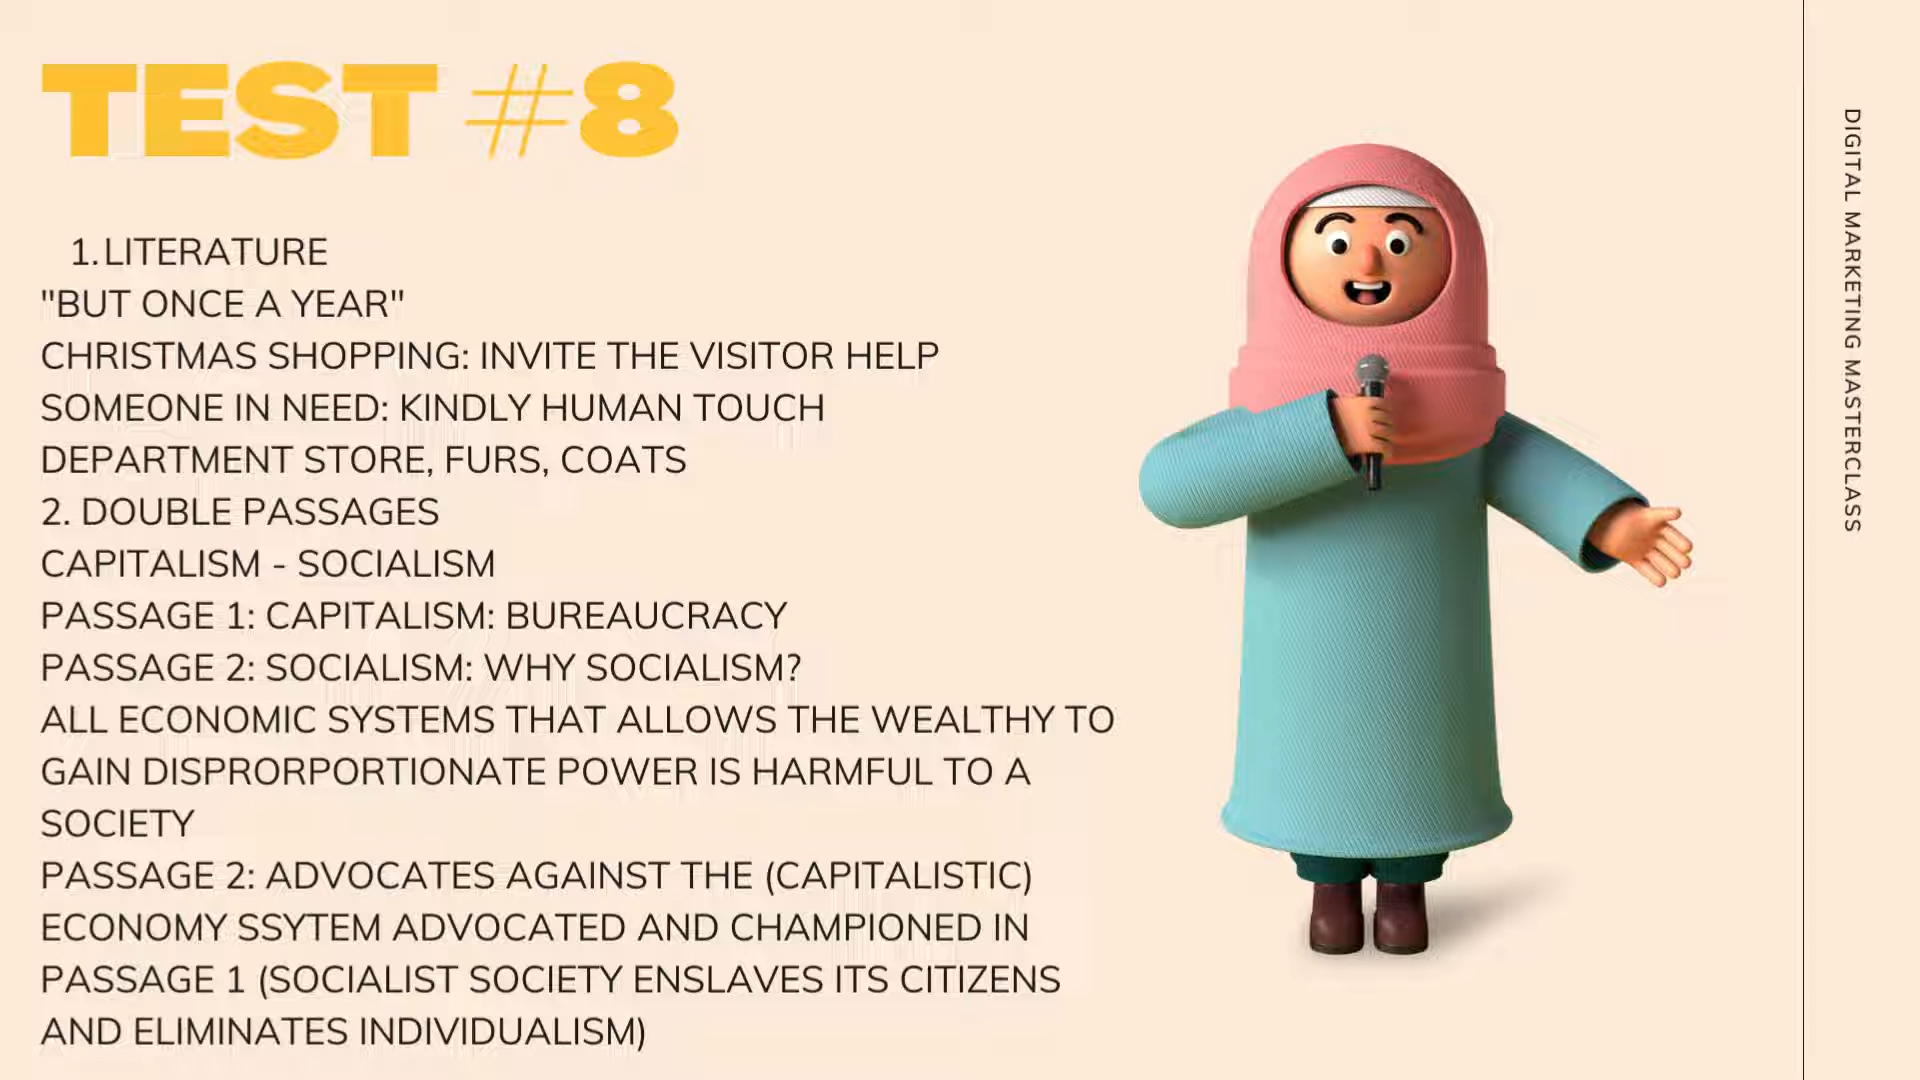 TEST #8
1. LITERATURE
"BUT ONCE A YEAR"
CHRISTMAS SHOPPING: INVITE THE VISITOR HELP
SOMEONE IN NEED: KINDLY HUMAN TOUCH
DEPARTMENT STORE, FURS, COATS
2. DOUBLE PASSAGES
CAPITALISM - SOCIALISM
PASSAGE 1: CAPITALISM: BUREAUCRACY
PASSAGE 2: SOCIALISM: WHY SOCIALISM?
ALL ECONOMIC SYSTEMS THAT ALLOWS THE WEALTHY TO
GAIN DISPRORPORTIONATE POWER IS HARMFUL TO A
SOCIETY
PASSAGE 2: ADVOCATES AGAINST THE (CAPITALISTIC)
ECONOMY SSYTEM ADVOCATED AND CHAMPIONED IN
PASSAGE 1 (SOCIALIST SOCIETY ENSLAVES ITS CITIZENS
AND ELIMINATES INDIVIDUALISM)
DIGITAL MARKETING MASTERCLASS